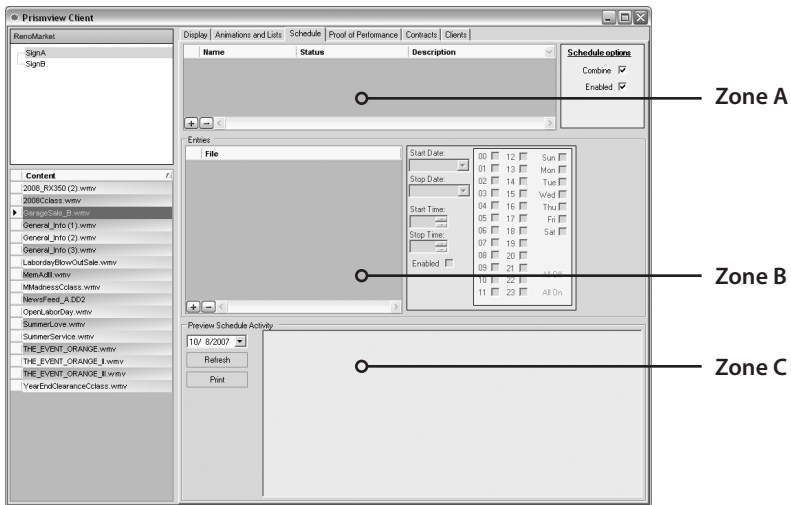 Prismview Client
RenoMarket
SignA
SignB
Display
Animations and Lists
Schedule
Proof of Performance
Contracts
Clients
Name
Status
Description
Schedule options
Combine
Enabled
Zone A
Content
2008_RX350 (2).wmv
2008Cclass.wmv
GarageSale_B.wmv
General_Info (1).wmv
General_Info (2).wmv
General_Info (3).wmv
LabordayBlowOutSale.wmv
MemAdII.wmv
MMadnessCclass.wmv
NewsFeed_A.DD2
OpenLaborDay.wmv
SummerLove.wmv
SummerService.wmv
THE_EVENT_ORANGE.wmv
THE_EVENT_ORANGE_II.wmv
THE_EVENT_ORANGE_III.wmv
YearEndClearanceCclass.wmv
Entries
File
Start Date:
Stop Date:
Start Time:
Stop Time:
Enabled
00 12 Sun
01 13 Mon
02 14 Tue
03 15 Wed
04 16 Thu
05 17 Fri
06 18 Sat
07 19
08 20
09 21 All Off
10 22
11 23 All On
Zone B
Preview Schedule Activity
10/ 8/2007
Refresh
Print
Zone C